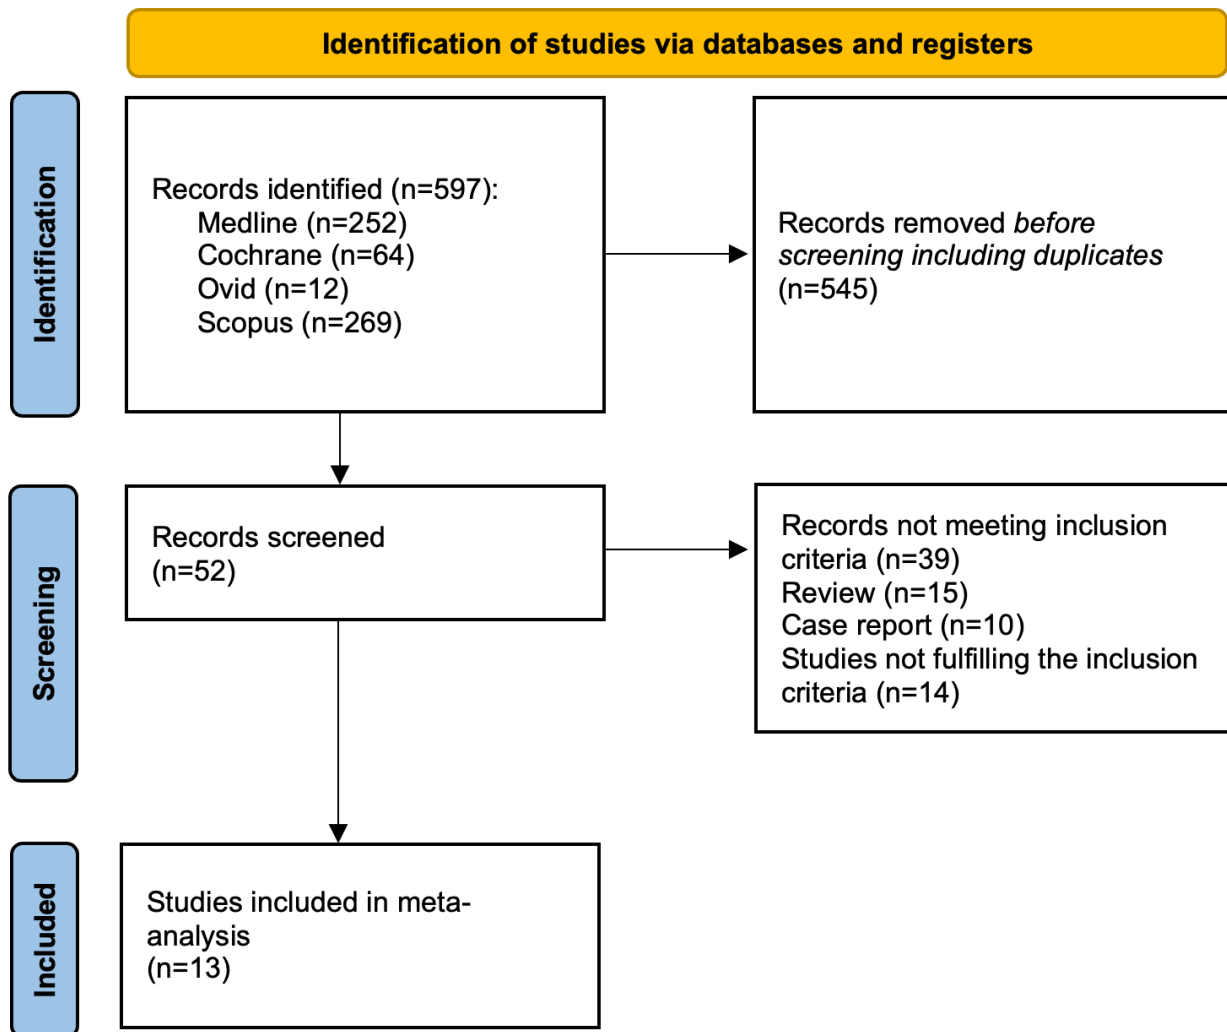 Identification of studies via databases and registers
Identification
Records identified (n=597):
Medline (n=252)
Cochrane (n=64)
Ovid (n=12)
Scopus (n=269)
Records removed before
screening including duplicates
(n=545)
Screening
Records screened
(n=52)
Records not meeting inclusion
criteria (n=39)
Review (n=15)
Case report (n=10)
Studies not fulfilling the inclusion
criteria (n=14)
Included
Studies included in meta-
analysis
(n=13)